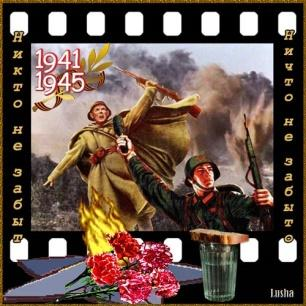 Никто не забыт
1941
1945
Ничто не забыто
Lusha